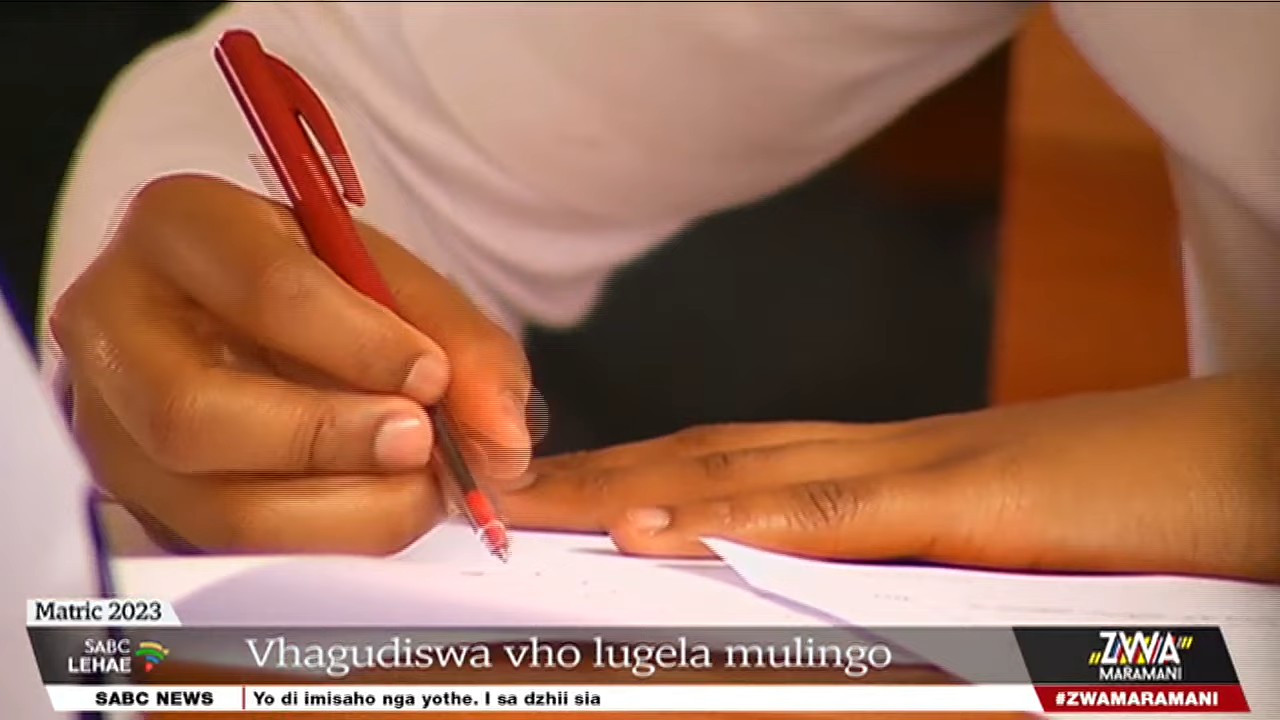 Matric 2023
SABC
LEHAE
Vhagudiswa vho lugela mulingo
"ZWA"
MARAMANI
SABC NEWS
Yo di imisaho nga yothe. I sa dzhii sia
#ZWAMARAMANI